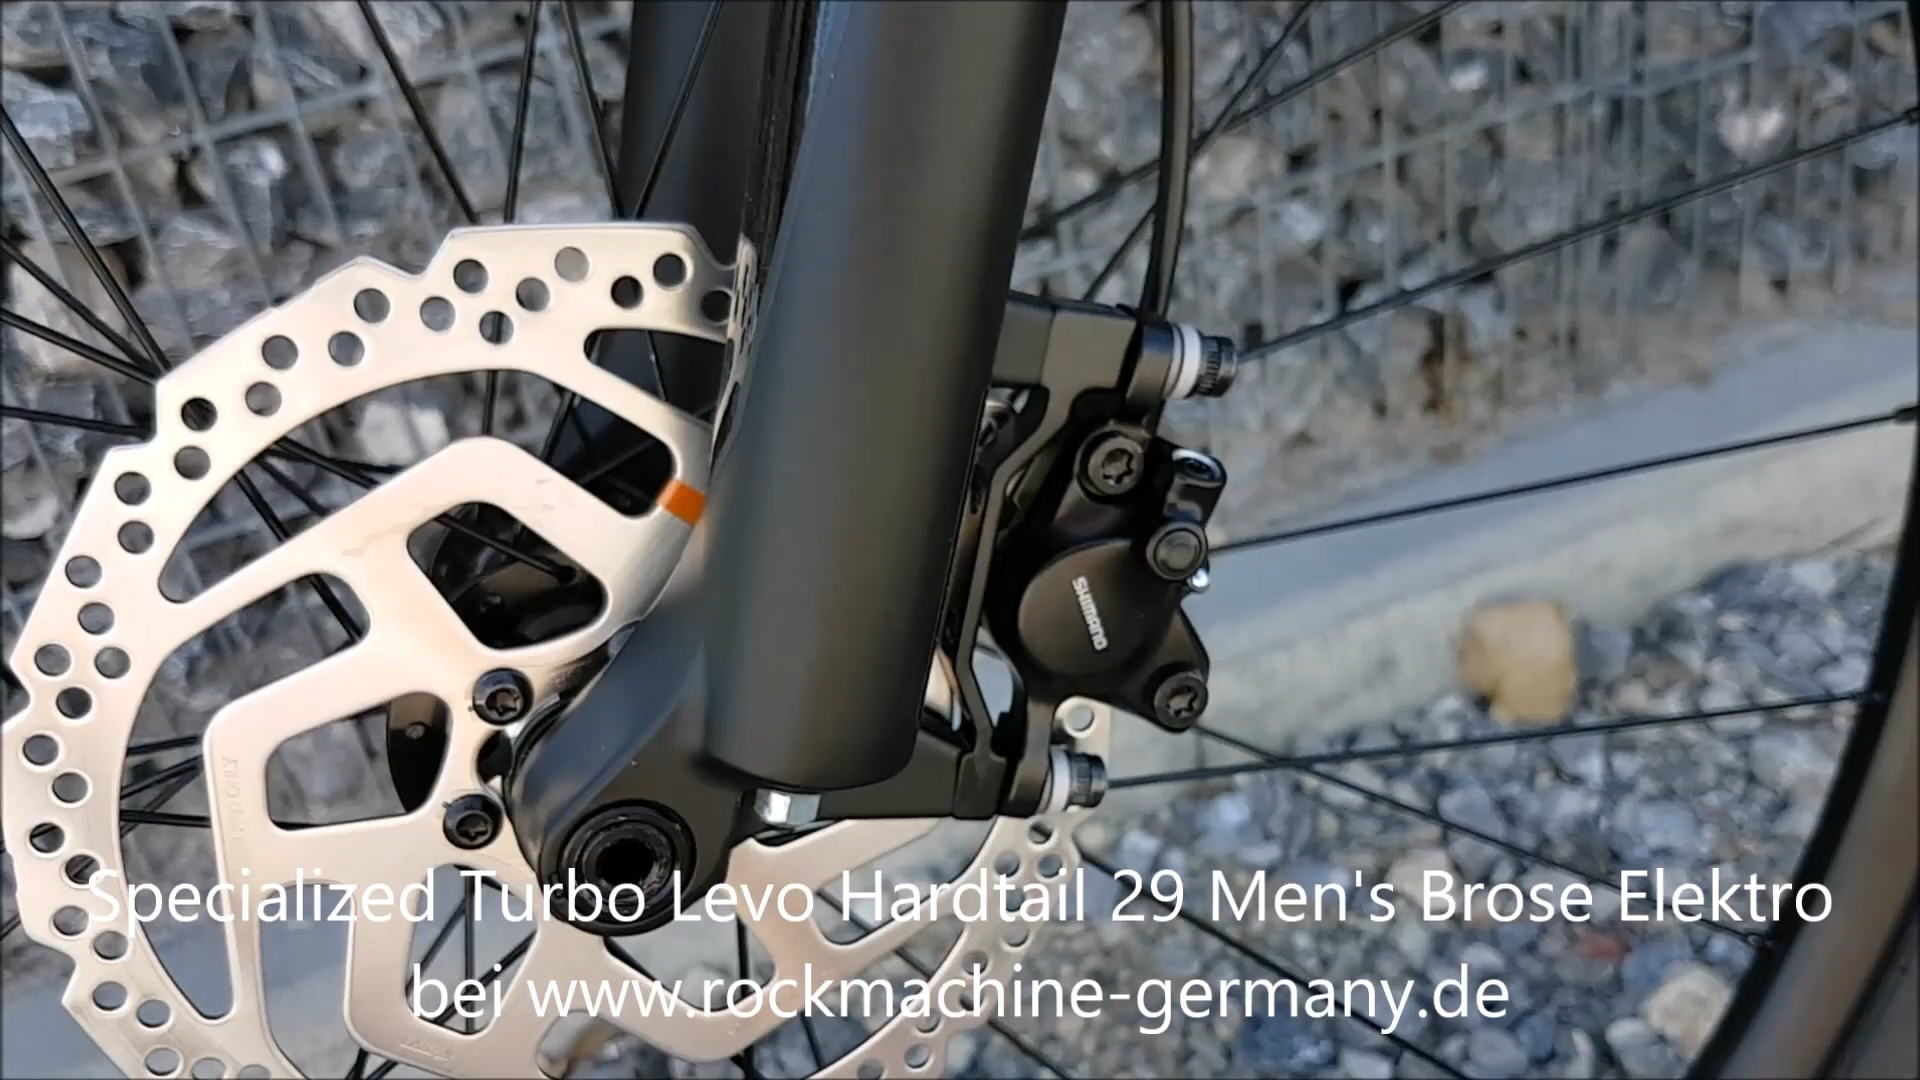 SHIMANO
Specialized Turbo Levo Hardtail 29 Men's Brose Elektro
bei www.rockmachine-germany.de